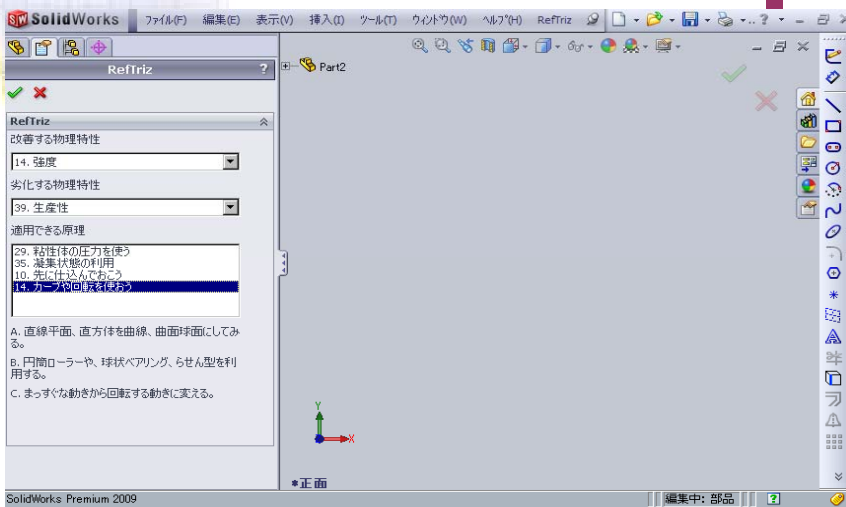 SolidWorks ファイル(F) 編集(E) 表示(V) 挿入(I) ツール(T) ウィンドウ(W) ヘルプ(H) RefTriz
RefTriz ?
Part2
RefTriz
改善する物理特性
14. 強度
劣化する物理特性
39. 生産性
適用できる原理
29. 粘性体の圧力を使う
35. 凝集状態の利用
10. 先に仕込んでおこう
14. カーブや回転を使おう
A. 直線平面、直方体を曲線、曲面球面にしてみ
る。
B. 円筒ローラーや、球状ベアリング、らせん型を利
用する。
C. まっすぐな動きから回転する動きに変える。
Y
X
*正面
SolidWorks Premium 2009
編集中: 部品